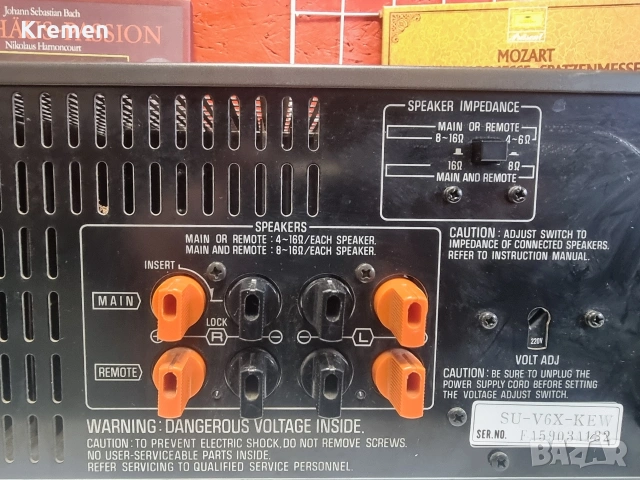 Johann Sebastian Bach
Kremen
PASSION
Nikolaus Harnoncourt
MOZART
SPATZENMESSE
SPEAKER IMPEDANCE
MAIN OR REMOTE
8~16Ω 4~6Ω
16Ω 8Ω
MAIN AND REMOTE
SPEAKERS
MAIN OR REMOTE : 4~16Ω/EACH SPEAKER.
MAIN AND REMOTE : 8~16Ω/EACH SPEAKER.
CAUTION : ADJUST SWITCH TO
IMPEDANCE OF CONNECTED SPEAKERS.
REFER TO INSTRUCTION MANUAL.
INSERT
MAIN
LOCK
⊕ R ⊖ ⊖ L ⊕
REMOTE
220V
VOLT ADJ
CAUTION : BE SURE TO UNPLUG THE
POWER SUPPLY CORD BEFORE SETTING
THE VOLTAGE ADJUST SWITCH.
WARNING : DANGEROUS VOLTAGE INSIDE.
CAUTION : TO PREVENT ELECTRIC SHOCK, DO NOT REMOVE SCREWS.
NO USER-SERVICEABLE PARTS INSIDE.
REFER SERVICING TO QUALIFIED SERVICE PERSONNEL.
SU-V6X-KEW
SER.NO.
bazar.bg